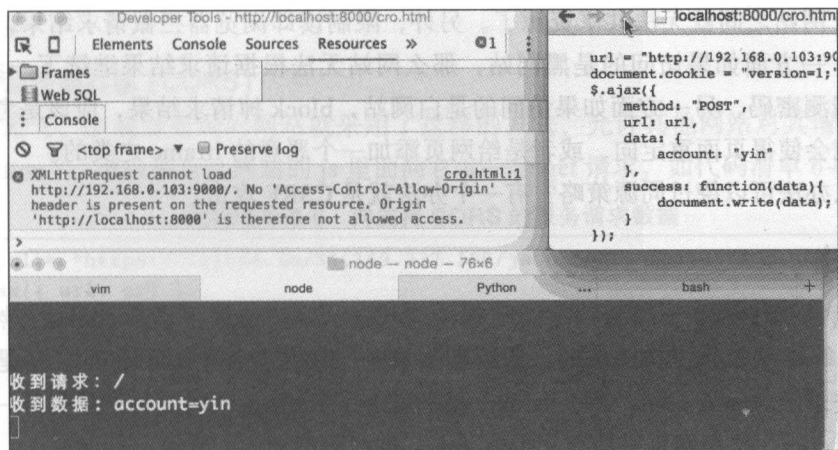 Developer Tools - http://localhost:8000/cro.html
Elements Console Sources Resources » 1
Frames
Web SQL
Console
<top frame> ▼ Preserve log
XMLHttpRequest cannot load cro.html:1
http://192.168.0.103:9000/. No 'Access-Control-Allow-Origin'
header is present on the requested resource. Origin
'http://localhost:8000' is therefore not allowed access.
>
localhost:8000/cro.htm
url = "http://192.168.0.103:90
document.cookie = "version=1;"
$.ajax({
method: "POST",
url: url,
data: {
account: "yin"
},
success: function(data){
document.write(data);
}
});
node — node — 76×6
vim node Python ... bash +
收到请求: /
收到数据: account=yin